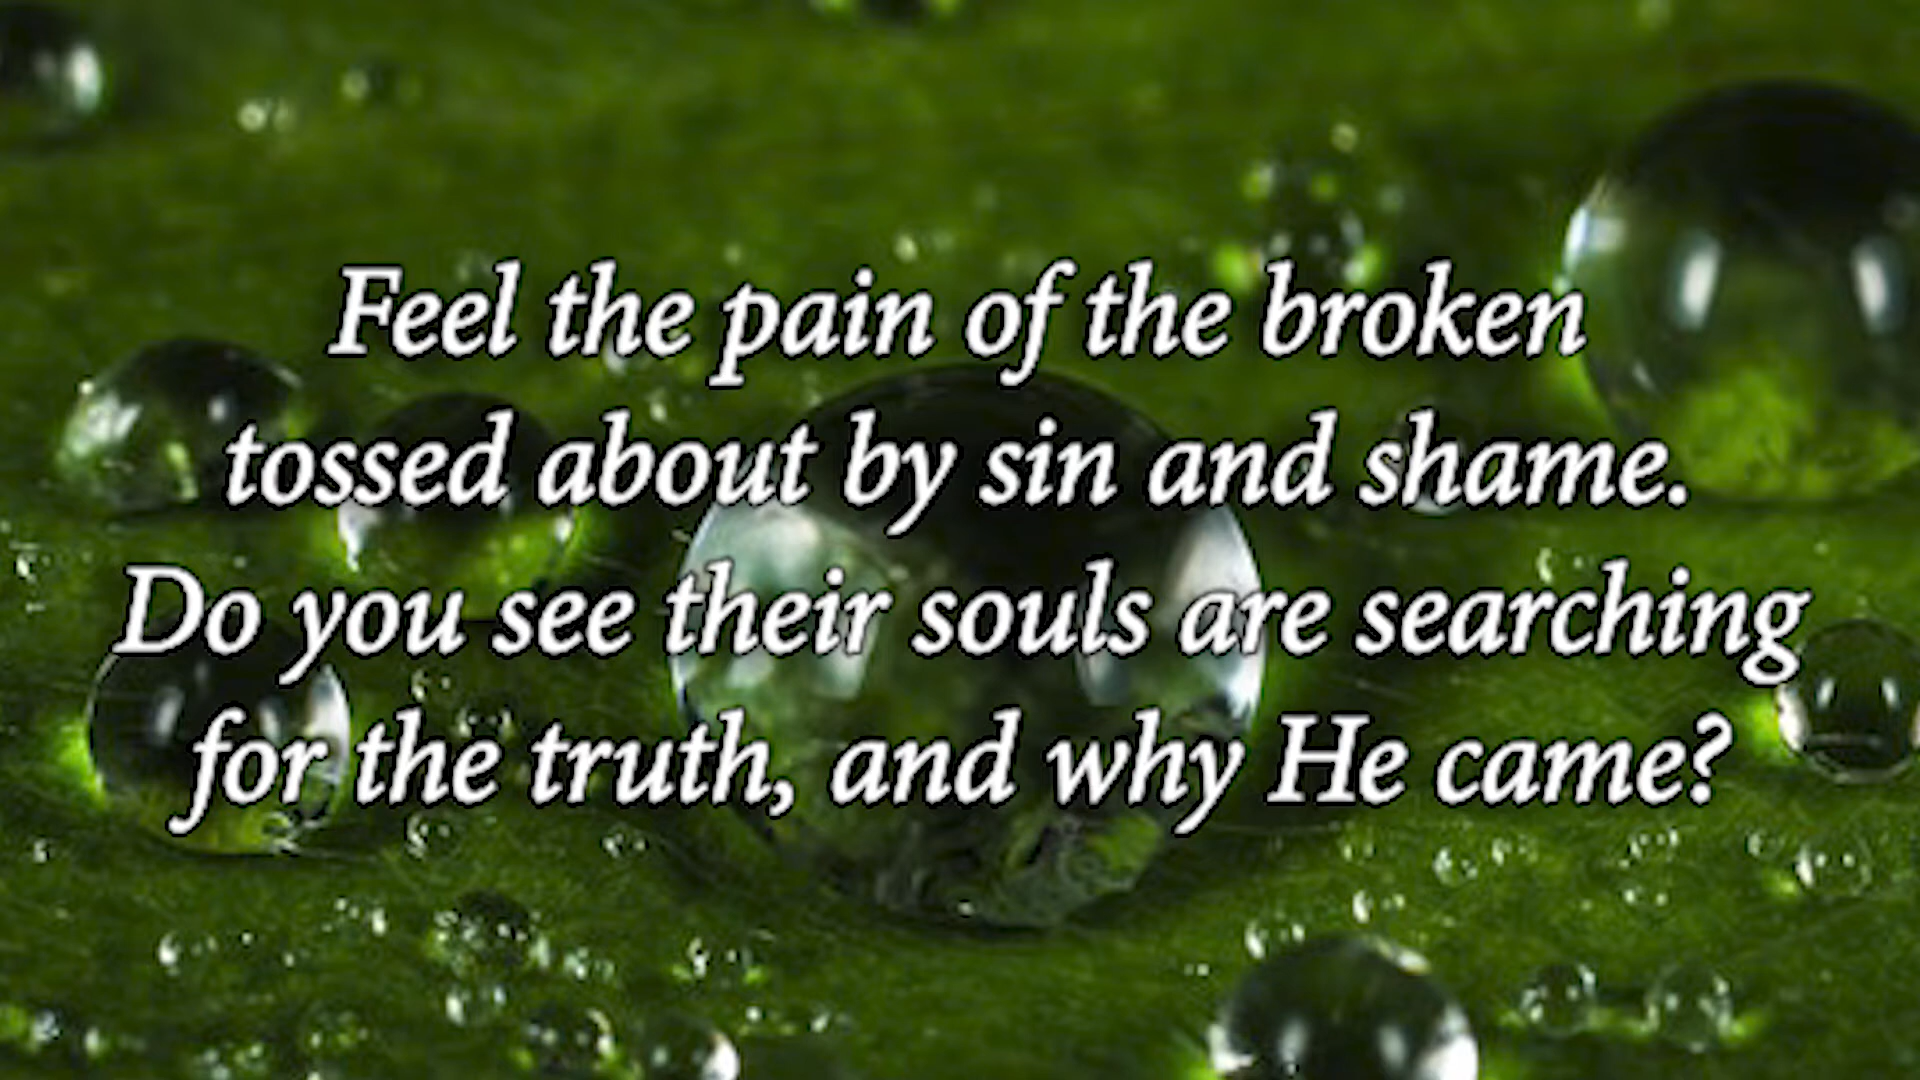 Feel the pain of the broken
tossed about by sin and shame.
Do you see their souls are searching
for the truth, and why He came?